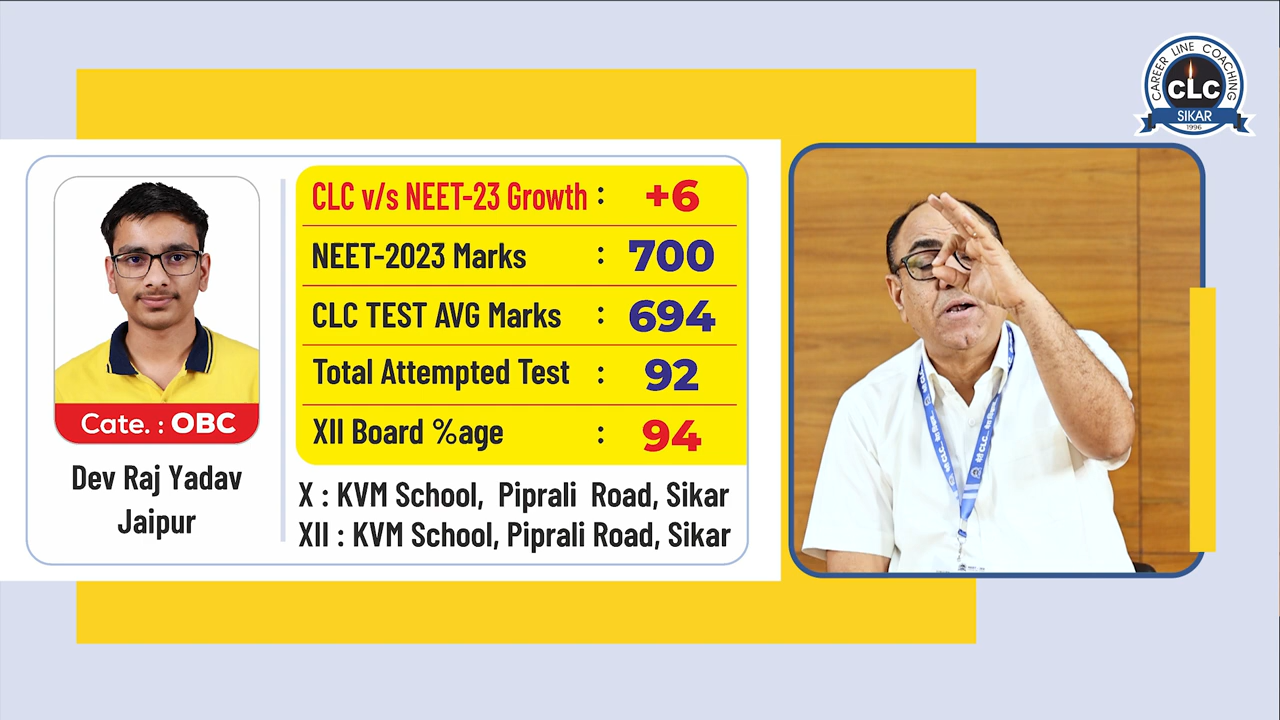 CAREER LINE COACHING
CLC
SIKAR
1996
CLC v/s NEET-23 Growth : +6
NEET-2023 Marks : 700
CLC TEST AVG Marks : 694
Total Attempted Test : 92
XII Board %age : 94
Cate. : OBC
Dev Raj Yadav
Jaipur
X : KVM School, Piprali Road, Sikar
XII : KVM School, Piprali Road, Sikar